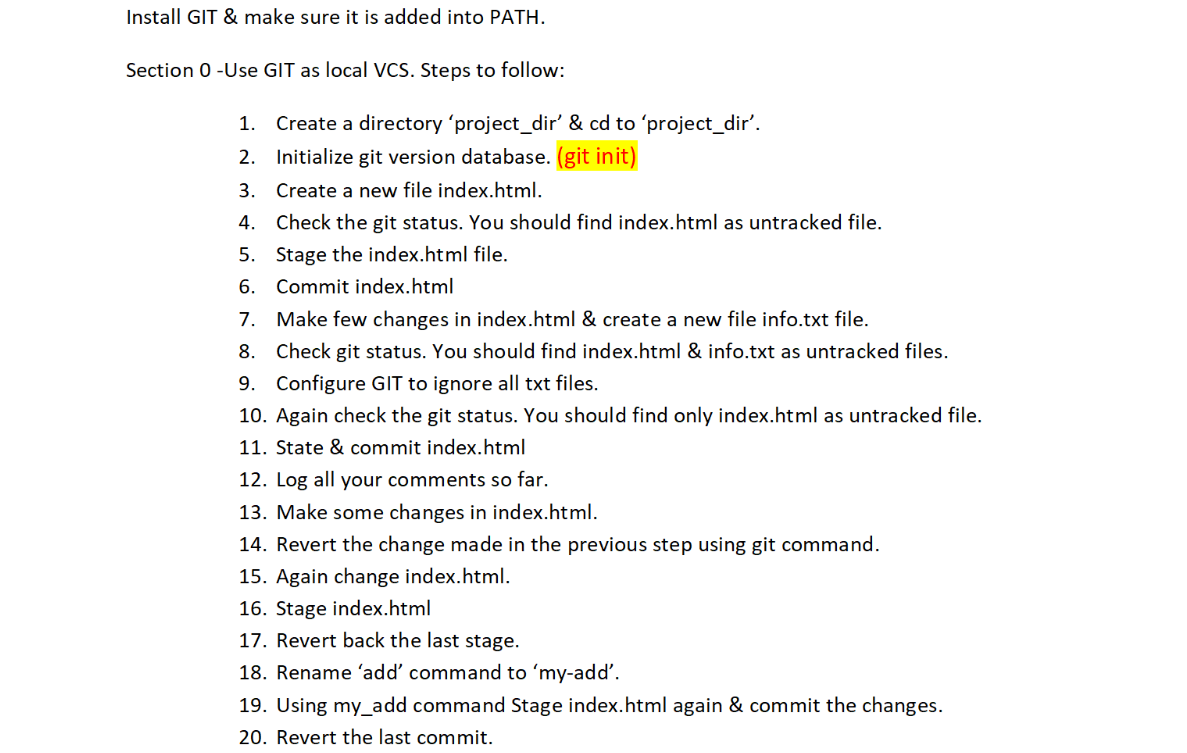 Install GIT & make sure it is added into PATH.
Section 0 -Use GIT as local VCS. Steps to follow:
1. Create a directory ‘project_dir’ & cd to ‘project_dir’.
2. Initialize git version database. (git init)
3. Create a new file index.html.
4. Check the git status. You should find index.html as untracked file.
5. Stage the index.html file.
6. Commit index.html
7. Make few changes in index.html & create a new file info.txt file.
8. Check git status. You should find index.html & info.txt as untracked files.
9. Configure GIT to ignore all txt files.
10. Again check the git status. You should find only index.html as untracked file.
11. State & commit index.html
12. Log all your comments so far.
13. Make some changes in index.html.
14. Revert the change made in the previous step using git command.
15. Again change index.html.
16. Stage index.html
17. Revert back the last stage.
18. Rename ‘add’ command to ‘my-add’.
19. Using my_add command Stage index.html again & commit the changes.
20. Revert the last commit.